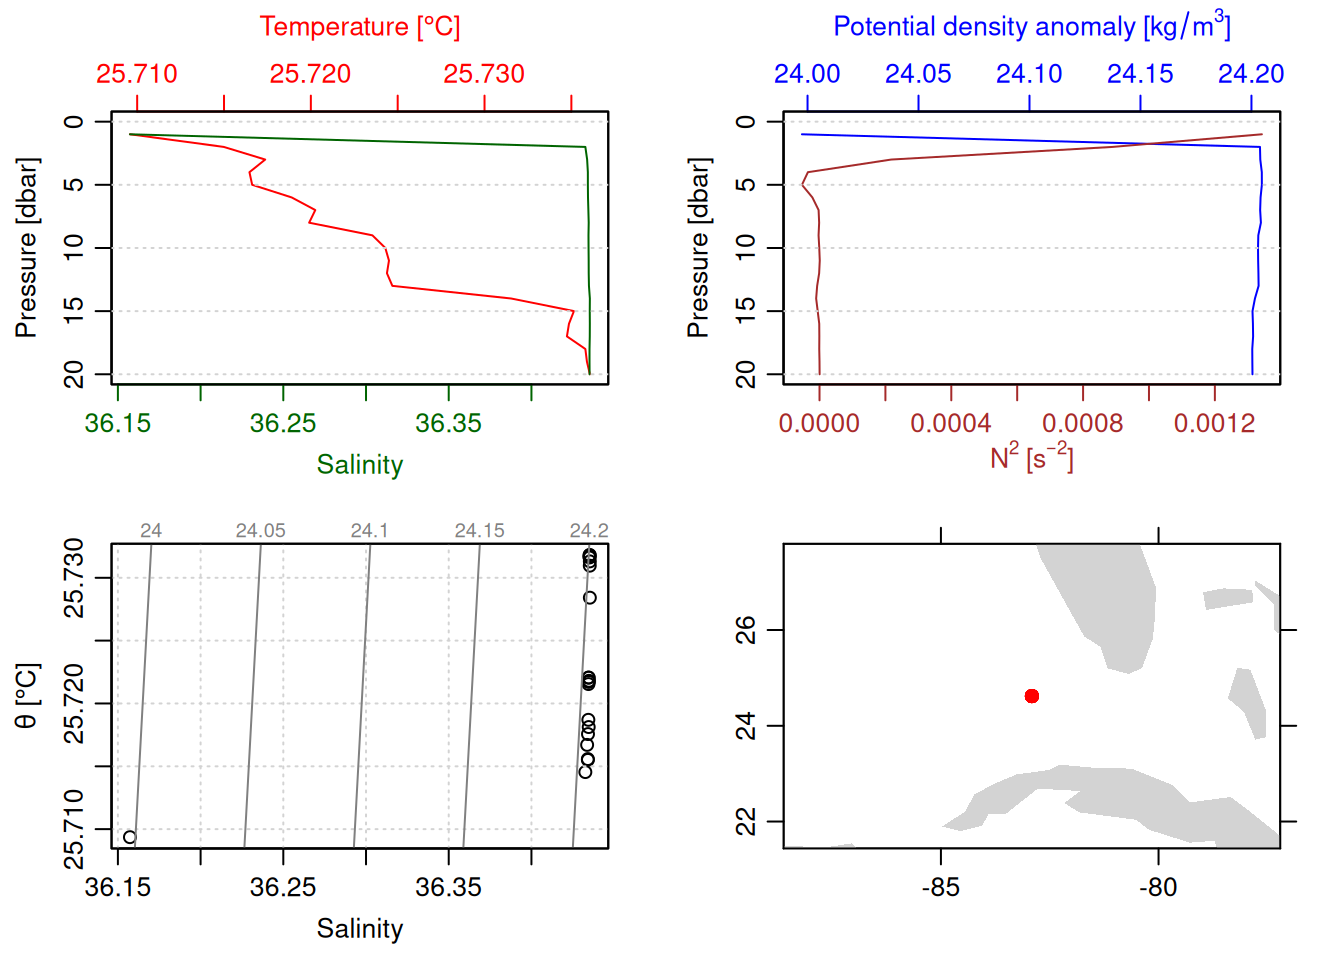 Temperature [°C]
25.710 25.720 25.730
Pressure [dbar]
0
5
10
15
20
36.15 36.25 36.35
Salinity
Potential density anomaly [kg/m³]
24.00 24.05 24.10 24.15 24.20
Pressure [dbar]
0
5
10
15
20
0.0000 0.0004 0.0008 0.0012
N² [s⁻²]
24 24.05 24.1 24.15 24.2
θ [°C]
25.730
25.720
25.710
36.15 36.25 36.35
Salinity
26
24
22
-85 -80